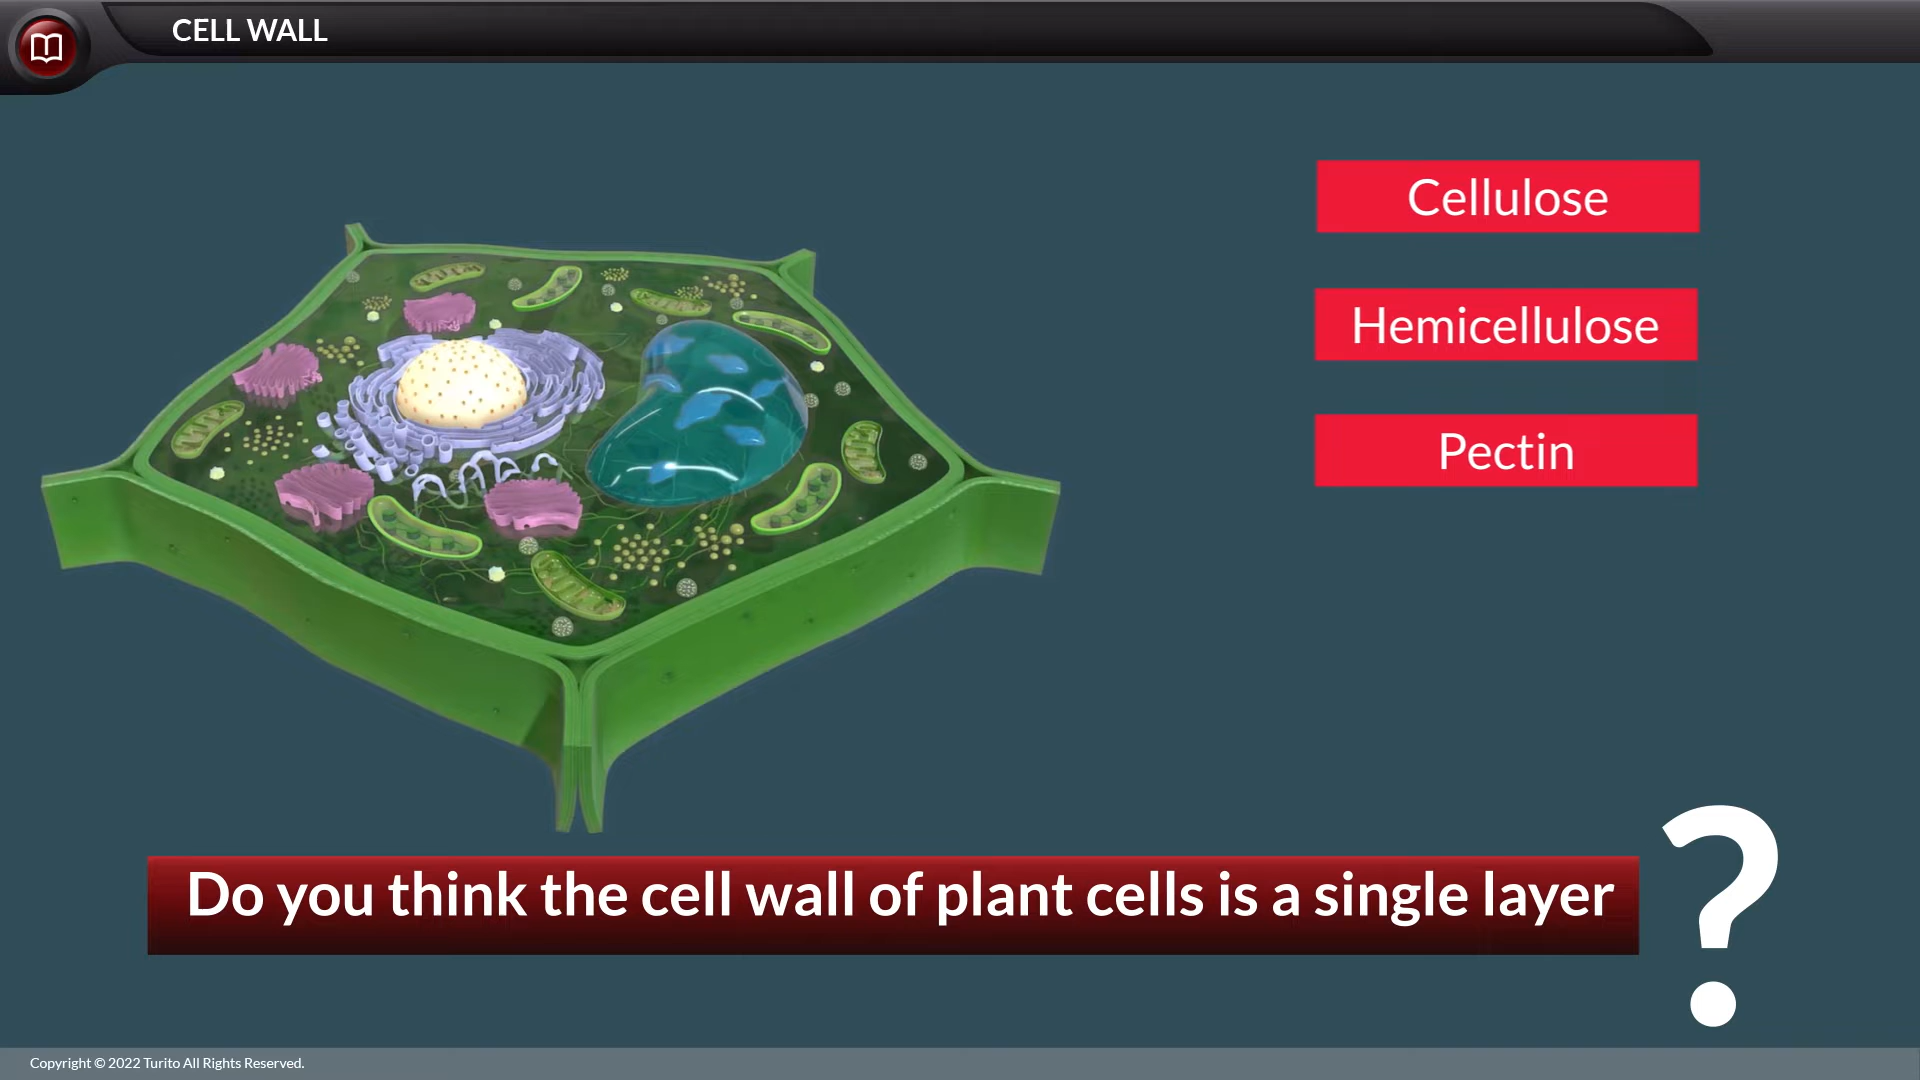 CELL WALL
Cellulose
Hemicellulose
Pectin
Do you think the cell wall of plant cells is a single layer
?
Copyright © 2022 Turito All Rights Reserved.